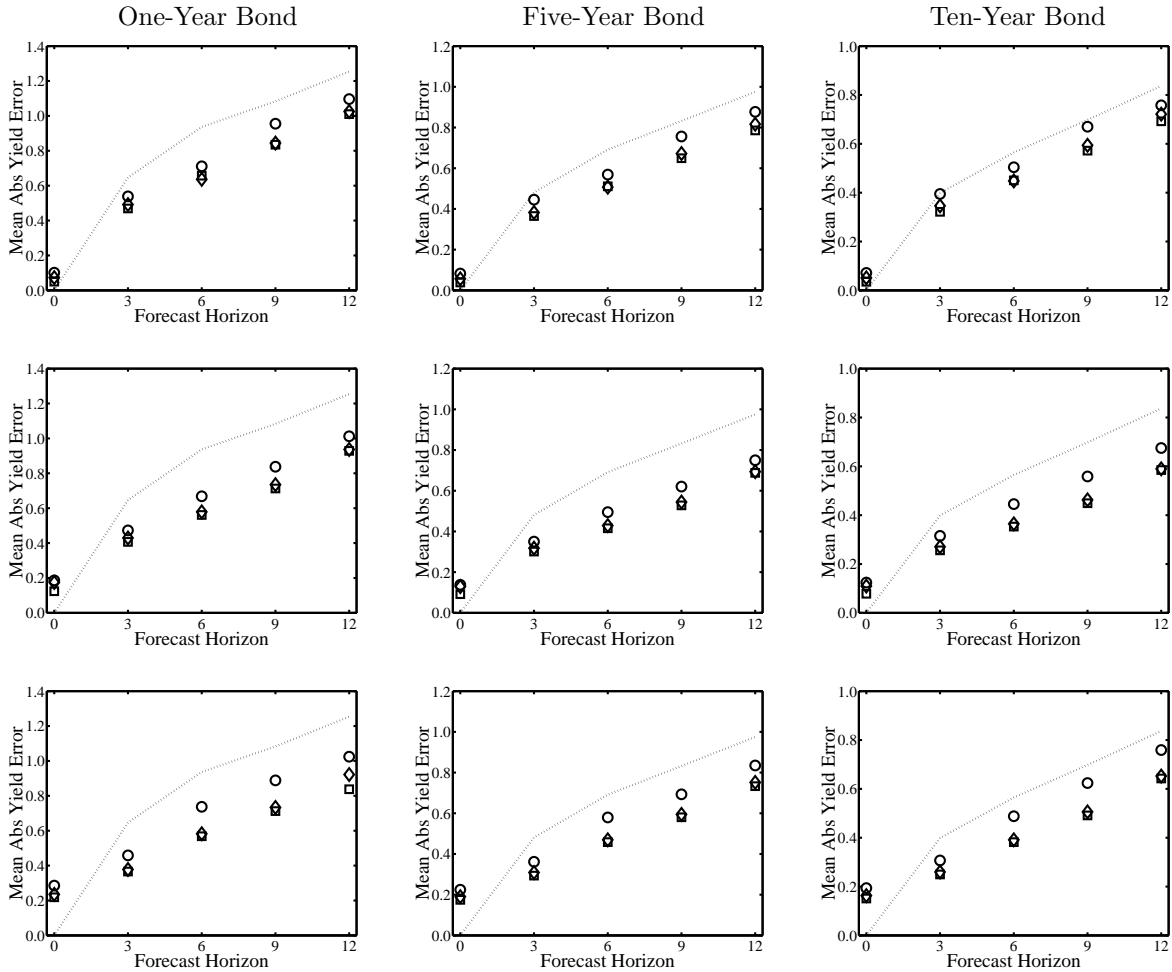 One-Year Bond Five-Year Bond Ten-Year Bond
1.4 1.2 1.0
1.2 1.0 0.8
1.0 0.8 0.6
0.8 0.6 0.4
0.6 0.4 0.2
0.4 0.2 0.0
0.2 0.0
0.0
Mean Abs Yield Error Mean Abs Yield Error Mean Abs Yield Error
0 3 6 9 12 0 3 6 9 12 0 3 6 9 12
Forecast Horizon Forecast Horizon Forecast Horizon
1.4 1.2 1.0
1.2 1.0 0.8
1.0 0.8 0.6
0.8 0.6 0.4
0.6 0.4 0.2
0.4 0.2 0.0
0.2 0.0
0.0
Mean Abs Yield Error Mean Abs Yield Error Mean Abs Yield Error
0 3 6 9 12 0 3 6 9 12 0 3 6 9 12
Forecast Horizon Forecast Horizon Forecast Horizon
1.4 1.2 1.0
1.2 1.0 0.8
1.0 0.8 0.6
0.8 0.6 0.4
0.6 0.4 0.2
0.4 0.2 0.0
0.2 0.0
0.0
Mean Abs Yield Error Mean Abs Yield Error Mean Abs Yield Error
0 3 6 9 12 0 3 6 9 12 0 3 6 9 12
Forecast Horizon Forecast Horizon Forecast Horizon